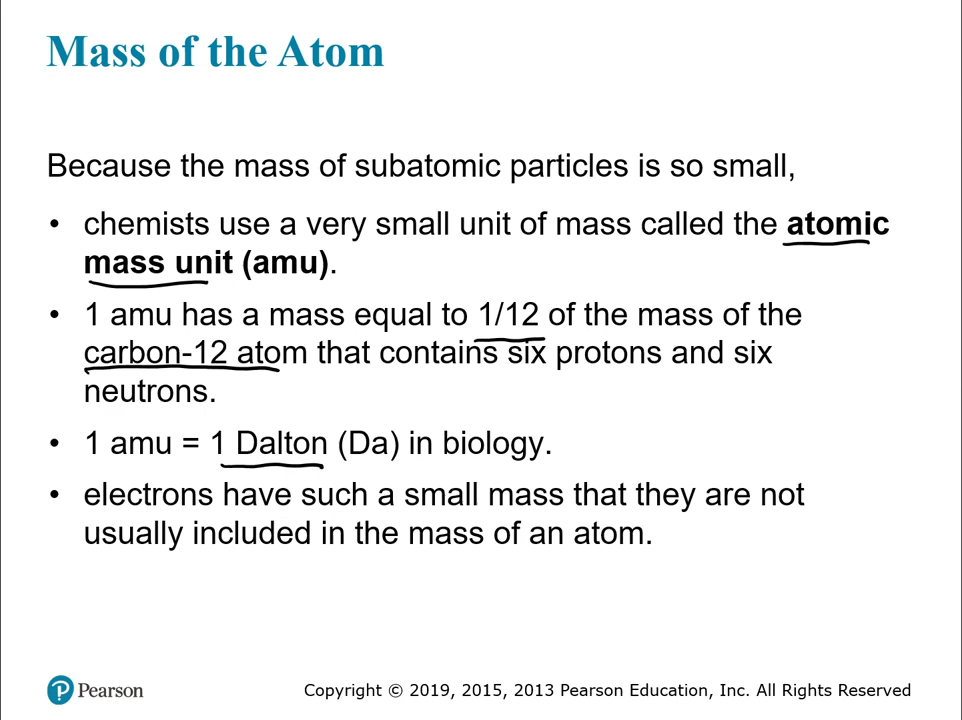 Mass of the Atom
Because the mass of subatomic particles is so small,
• chemists use a very small unit of mass called the atomic
mass unit (amu).
• 1 amu has a mass equal to 1/12 of the mass of the
carbon-12 atom that contains six protons and six
neutrons.
• 1 amu = 1 Dalton (Da) in biology.
• electrons have such a small mass that they are not
usually included in the mass of an atom.
Pearson
Copyright © 2019, 2015, 2013 Pearson Education, Inc. All Rights Reserved